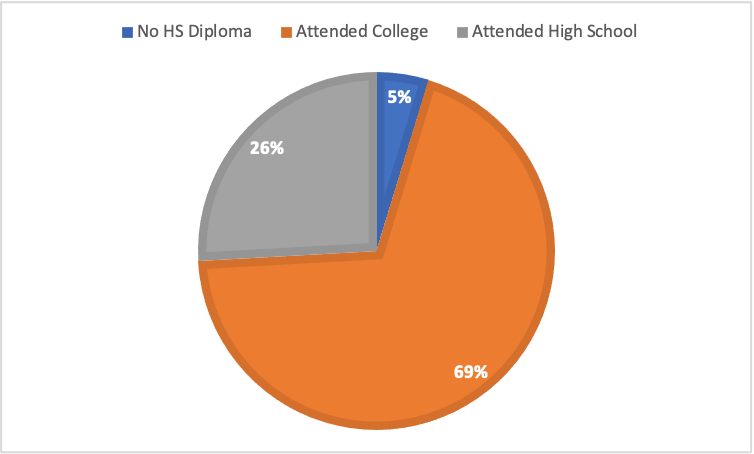 No HS Diploma Attended College Attended High School
5%
26%
69%